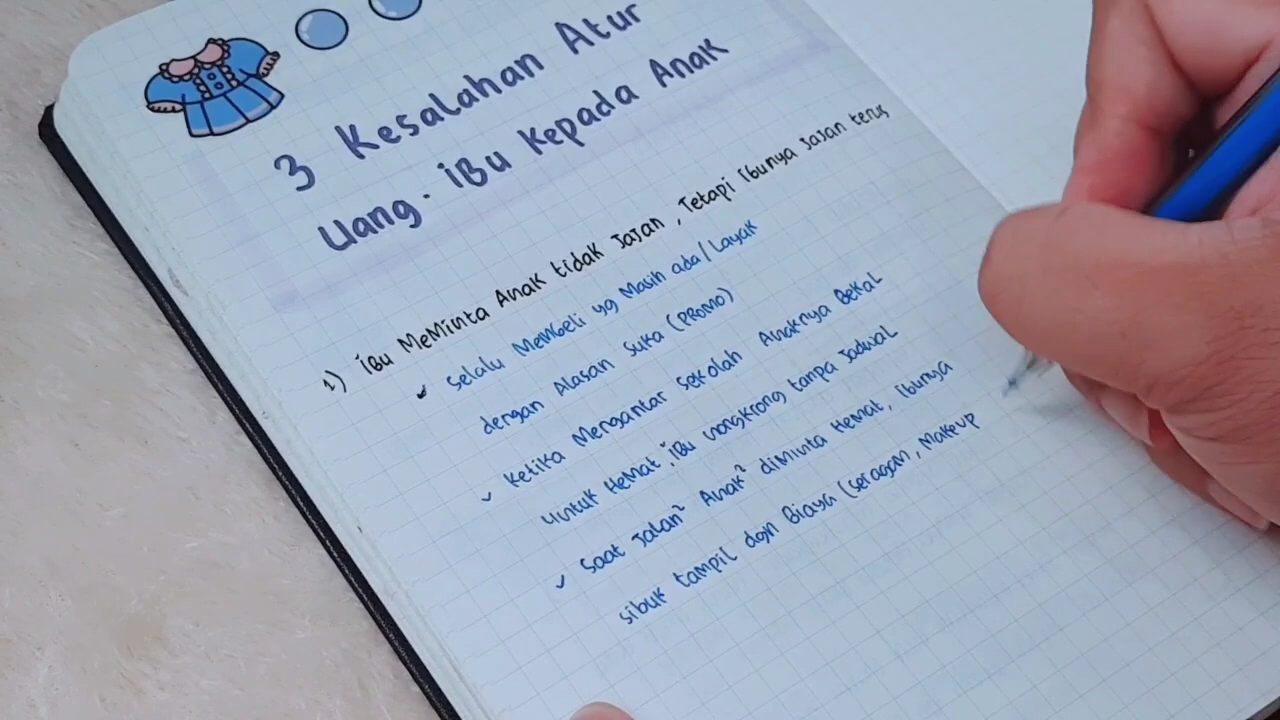 3 Kesalahan Atur
Uang. iBu Kepada Anak
1) iBu Meminta Anak tidak Jajan, Tetapi Ibunya Jajan terus
✓ Selalu Membeli yg Masih ada/Layak
dengan Alasan Suka (PROMO)
✓ Ketika Mengantar Sekolah Anaknya Bekal
untuk Hemat, iBu nongkrong tanpa Jadwal
✓ Saat Jalan² Anak² diminta Hemat, Ibunya
sibuk tampil dgn Biaya (seragam, Makeup